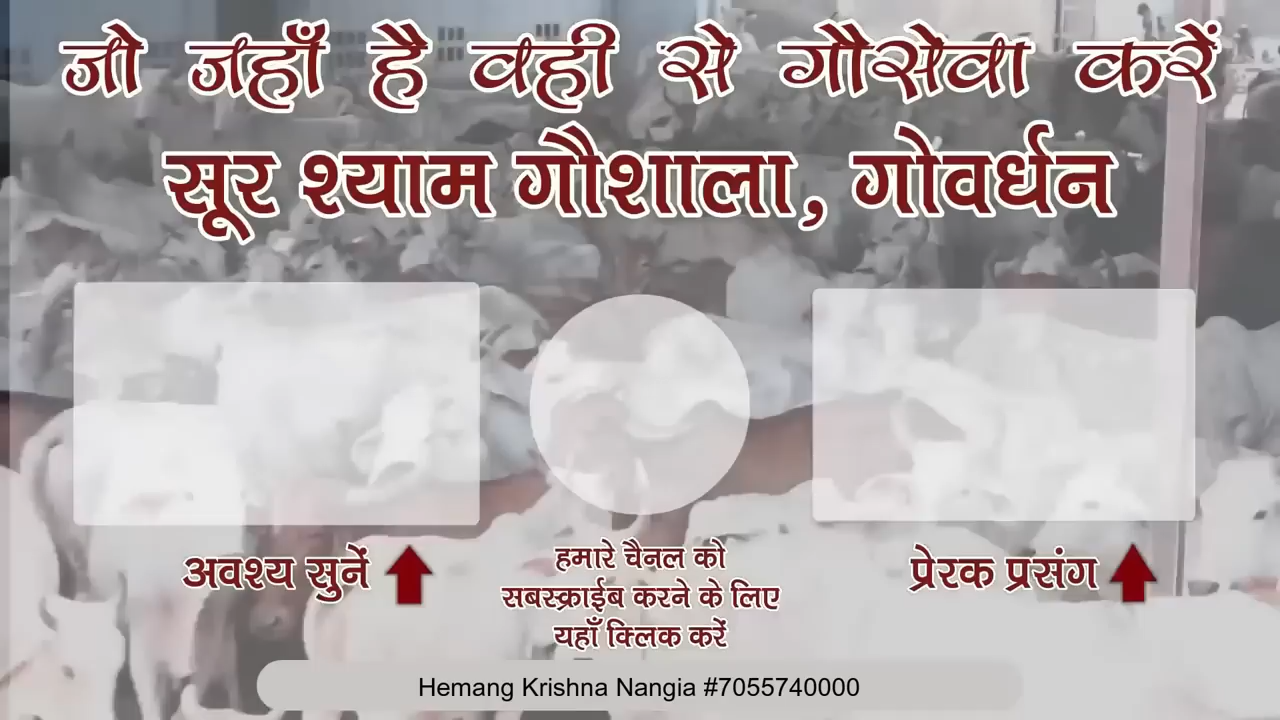 जो जहाँ है वही से गौसेवा करें
सूर श्याम गौशाला, गोवर्धन
अवश्य सुनें
हमारे चैनल को
सबस्क्राईब करने के लिए
यहाँ क्लिक करें
प्रेरक प्रसंग
Hemang Krishna Nangia #7055740000